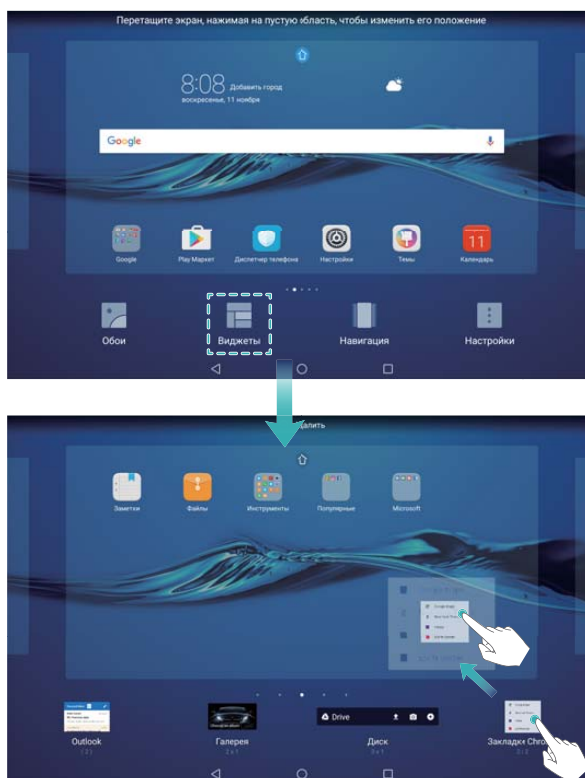 Перетащите экран, нажимая на пустую область, чтобы изменить его положение
8:08 Добавить город
воскресенье, 11 ноября
Google
Google Play Маркет Диспетчер телефона Настройки Темы 11 Календарь
Обои Виджеты Навигация Настройки
далить
Заметки Файлы Инструменты Популярные Microsoft
Drive
Outlook Галерея Диск Закладки Chro